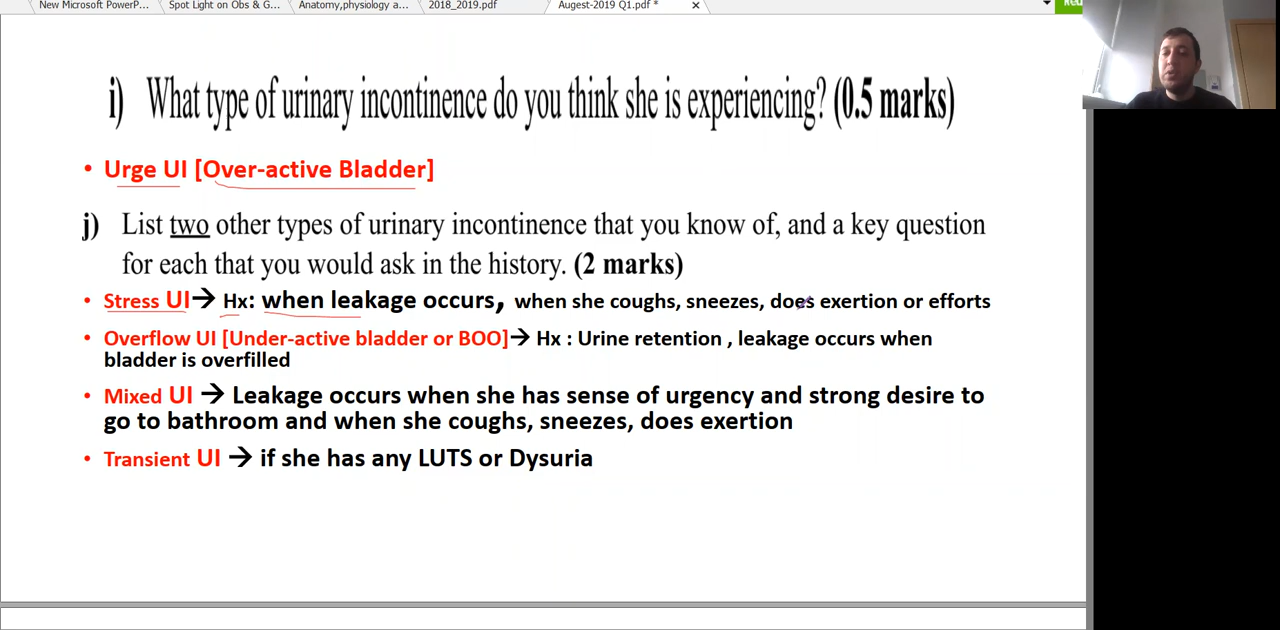 New Microsoft PowerP... Spot Light on Obs & G... Anatomy,physiology a... 2018_2019.pdf Augest-2019 Q1.pdf * ×
i) What type of urinary incontinence do you think she is experiencing? (0.5 marks)
• Urge UI [Over-active Bladder]
j) List two other types of urinary incontinence that you know of, and a key question
for each that you would ask in the history. (2 marks)
• Stress UI→ Hx: when leakage occurs, when she coughs, sneezes, does exertion or efforts
• Overflow UI [Under-active bladder or BOO]→ Hx : Urine retention , leakage occurs when
bladder is overfilled
• Mixed UI → Leakage occurs when she has sense of urgency and strong desire to
go to bathroom and when she coughs, sneezes, does exertion
• Transient UI → if she has any LUTS or Dysuria